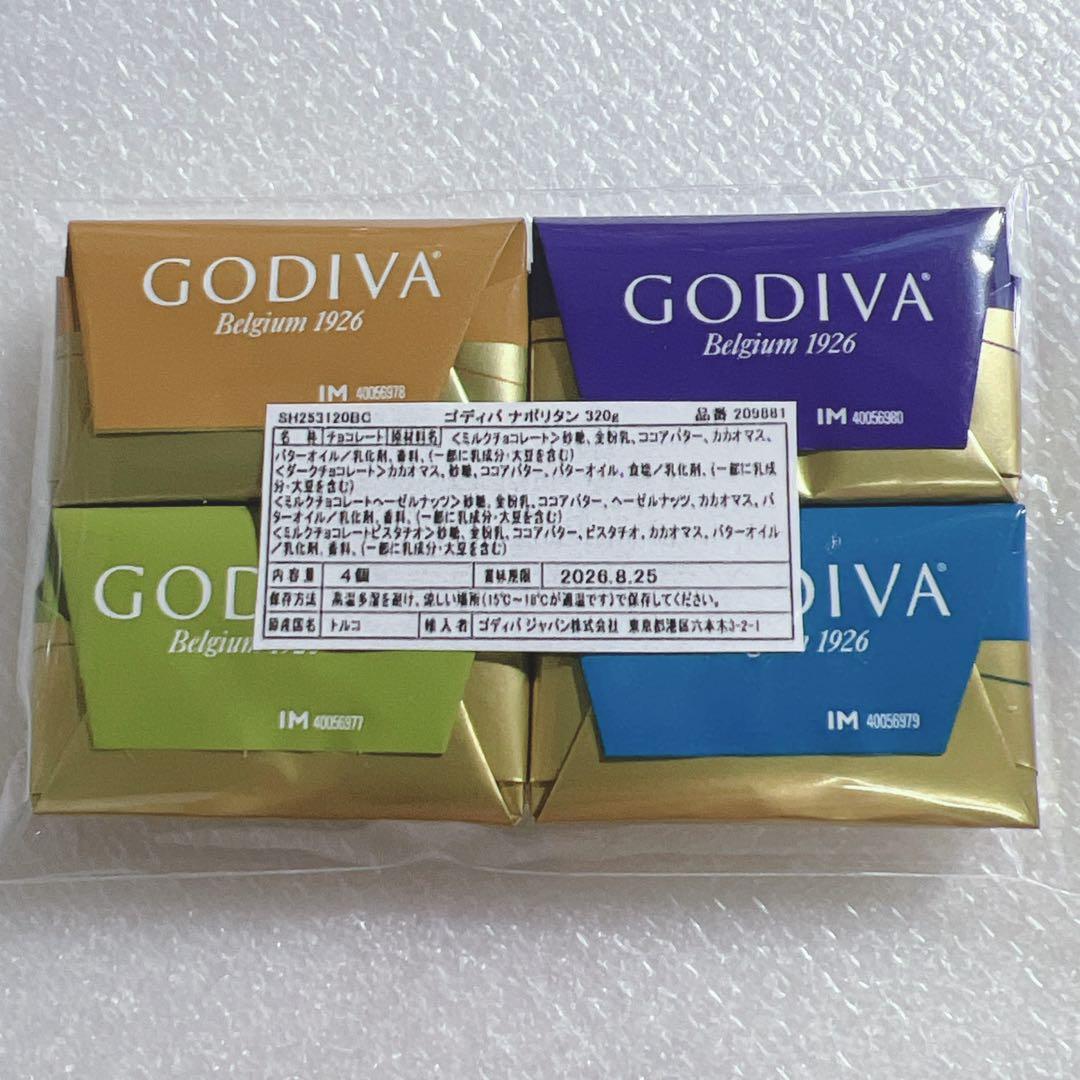 GODIVA®
Belgium 1926
IM 40056978
GODIVA®
Belgium 1926
IM 40056980
SH253120BC ゴディバ ナポリタン 320g 品番 209881
名 称 チョコレート 原材料名 <ミルクチョコレート>砂糖、全粉乳、ココアバター、カカオマス、
バターオイル/乳化剤、香料、(一部に乳成分・大豆を含む)
<ダークチョコレート>カカオマス、砂糖、ココアバター、バターオイル、食塩/乳化剤、(一部に乳成
分・大豆を含む)
<ミルクチョコレートヘーゼルナッツ>砂糖、全粉乳、ココアバター、ヘーゼルナッツ、カカオマス、バ
ターオイル/乳化剤、香料、(一部に乳成分・大豆を含む)
<ミルクチョコレートピスタチオ>砂糖、全粉乳、ココアバター、ピスタチオ、カカオマス、バターオイル
/乳化剤、香料、(一部に乳成分・大豆を含む)
内容量 4個 賞味期限 2026.8.25
保存方法 高温多湿を避け、涼しい場所(15℃~18℃が適温です)で保存してください。
原産国名 トルコ 輸入者 ゴディバ ジャパン株式会社 東京都港区六本木3-2-1
GOD
Belgium 1926
IM 40056977
DIVA®
1926
IM 40056979